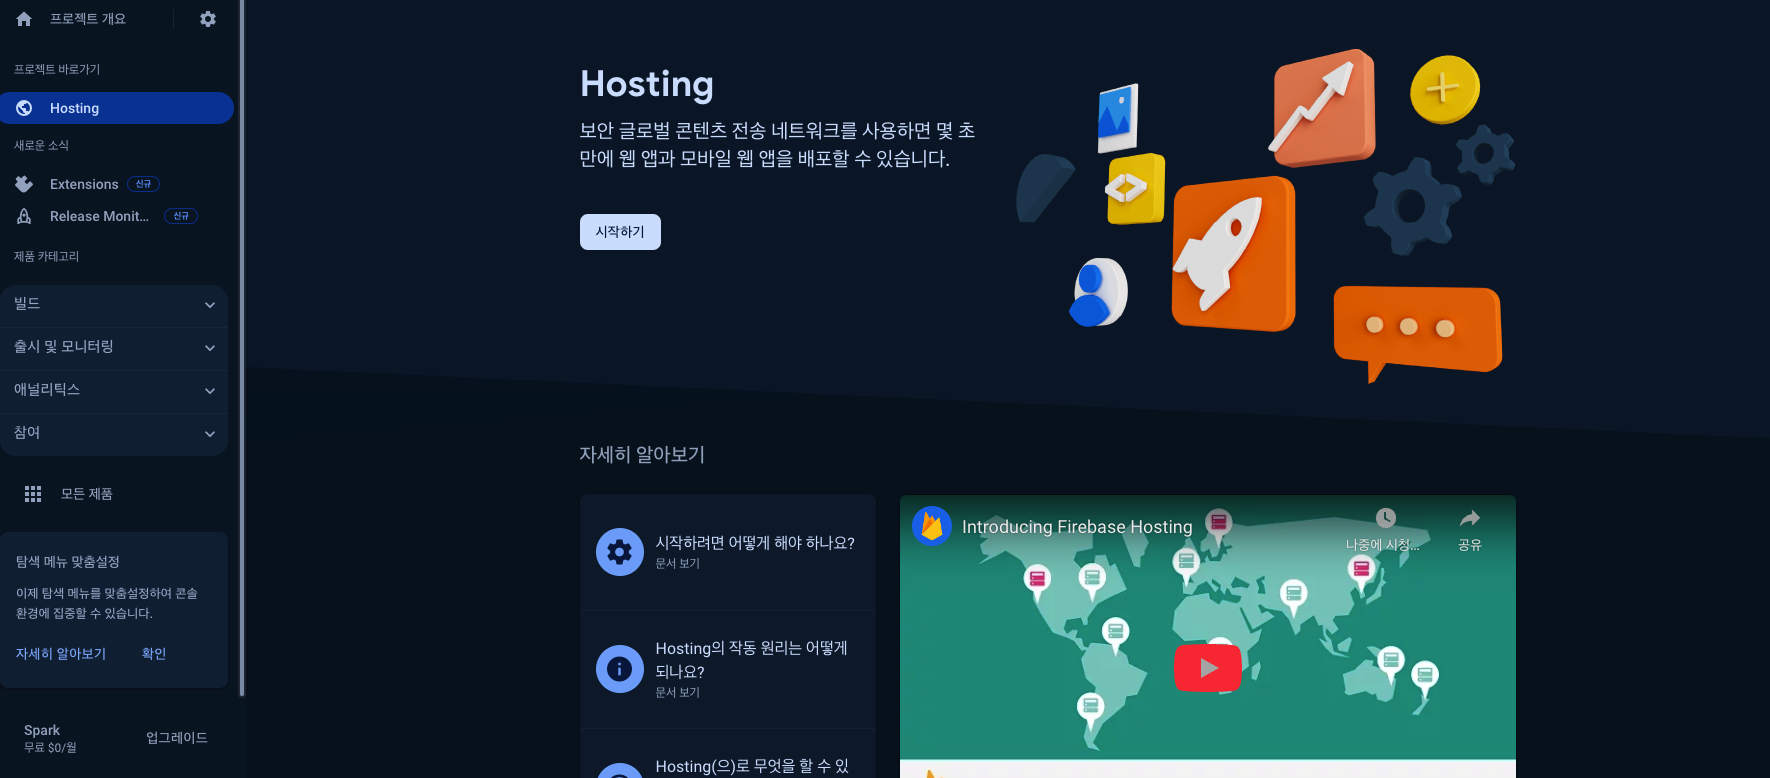 프로젝트 개요
프로젝트 바로가기
Hosting
새로운 소식
Extensions 신규
Release Monit... 신규
제품 카테고리
빌드
출시 및 모니터링
애널리틱스
참여
모든 제품
탐색 메뉴 맞춤설정
이제 탐색 메뉴를 맞춤설정하여 콘솔
환경에 집중할 수 있습니다.
자세히 알아보기 확인
Spark
무료 $0/월
업그레이드
Hosting
보안 글로벌 콘텐츠 전송 네트워크를 사용하면 몇 초
만에 웹 앱과 모바일 웹 앱을 배포할 수 있습니다.
시작하기
자세히 알아보기
시작하려면 어떻게 해야 하나요?
문서 보기
Hosting의 작동 원리는 어떻게
되나요?
문서 보기
Hosting(으)로 무엇을 할 수 있
Introducing Firebase Hosting
나중에 시청...
공유